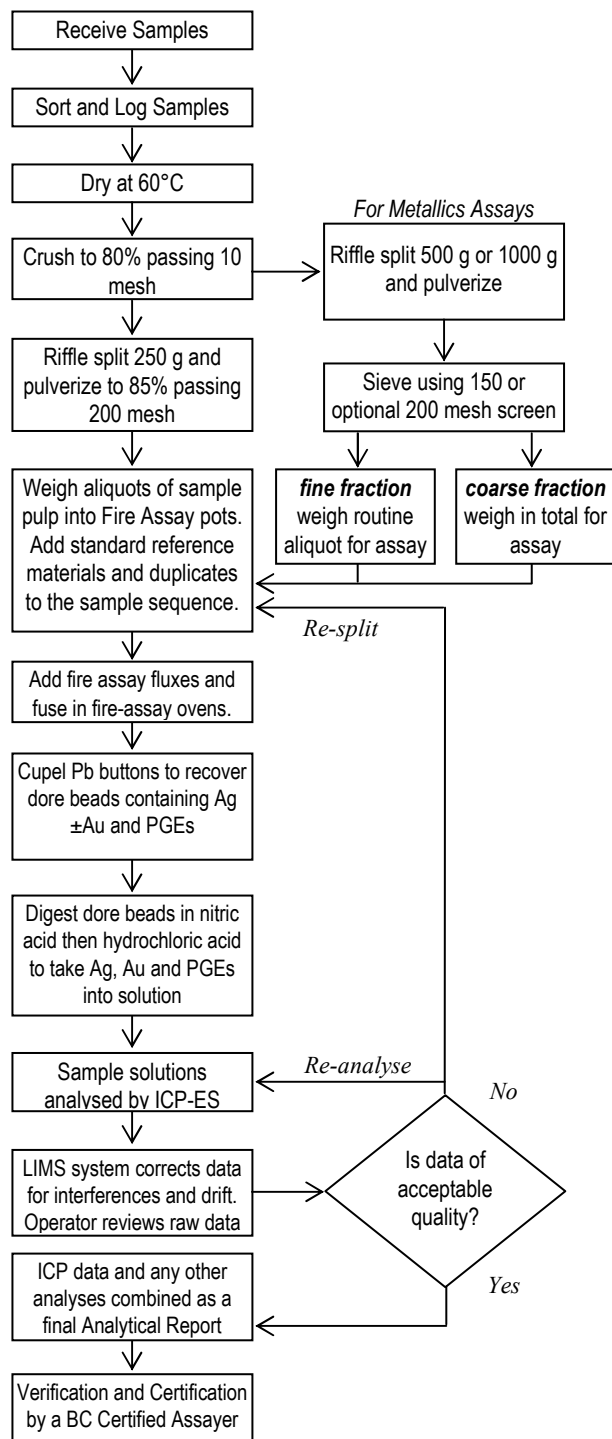 Receive Samples
Sort and Log Samples
Dry at 60°C
For Metallics Assays
Crush to 80% passing 10
mesh
Riffle split 500 g or 1000 g
and pulverize
Riffle split 250 g and
pulverize to 85% passing
200 mesh
Sieve using 150 or
optional 200 mesh screen
Weigh aliquots of sample
pulp into Fire Assay pots.
Add standard reference
materials and duplicates
to the sample sequence.
fine fraction
weigh routine
aliquot for assay
coarse fraction
weigh in total for
assay
Re-split
Add fire assay fluxes and
fuse in fire-assay ovens.
Cupel Pb buttons to recover
dore beads containing Ag
±Au and PGEs
Digest dore beads in nitric
acid then hydrochloric acid
to take Ag, Au and PGEs
into solution
Re-analyse
Sample solutions
analysed by ICP-ES
No
LIMS system corrects data
for interferences and drift.
Operator reviews raw data
Is data of
acceptable
quality?
Yes
ICP data and any other
analyses combined as a
final Analytical Report
Verification and Certification
by a BC Certified Assayer